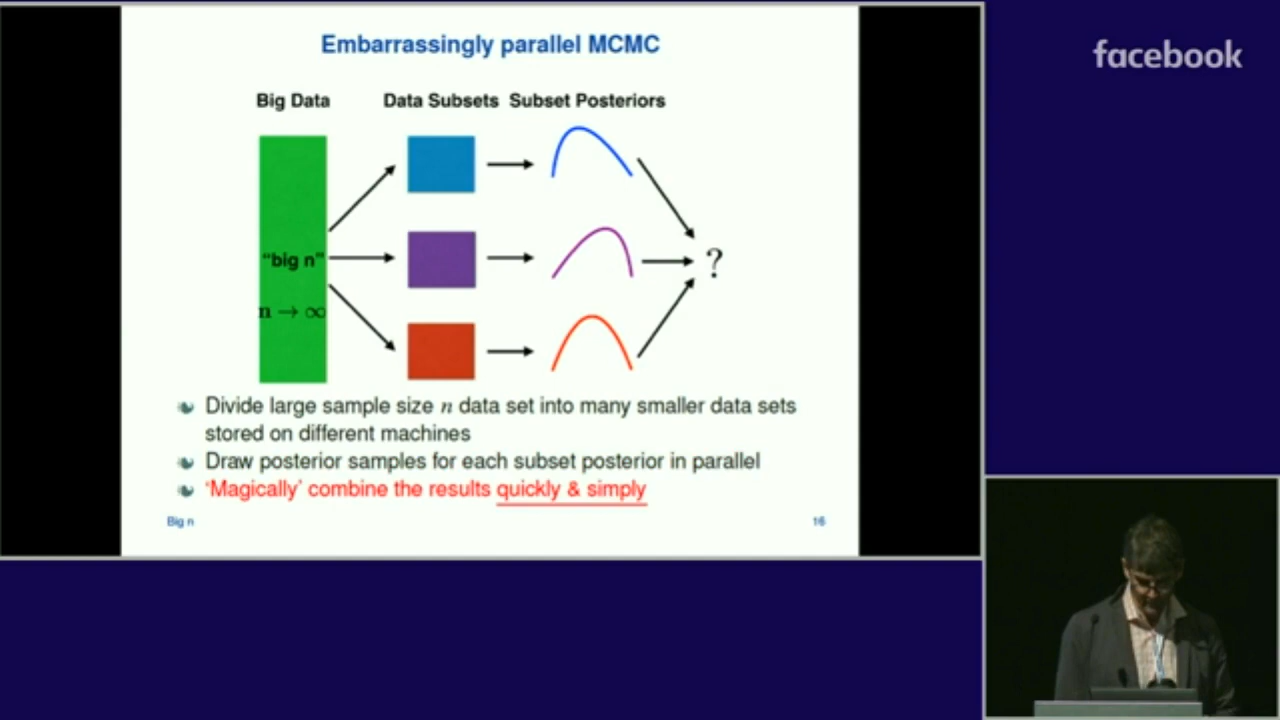 Embarrassingly parallel MCMC
facebook
Big Data
Data Subsets
Subset Posteriors
"big n"
n → ∞
?
Divide large sample size n data set into many smaller data sets
stored on different machines
Draw posterior samples for each subset posterior in parallel
'Magically' combine the results quickly & simply
Big n
16